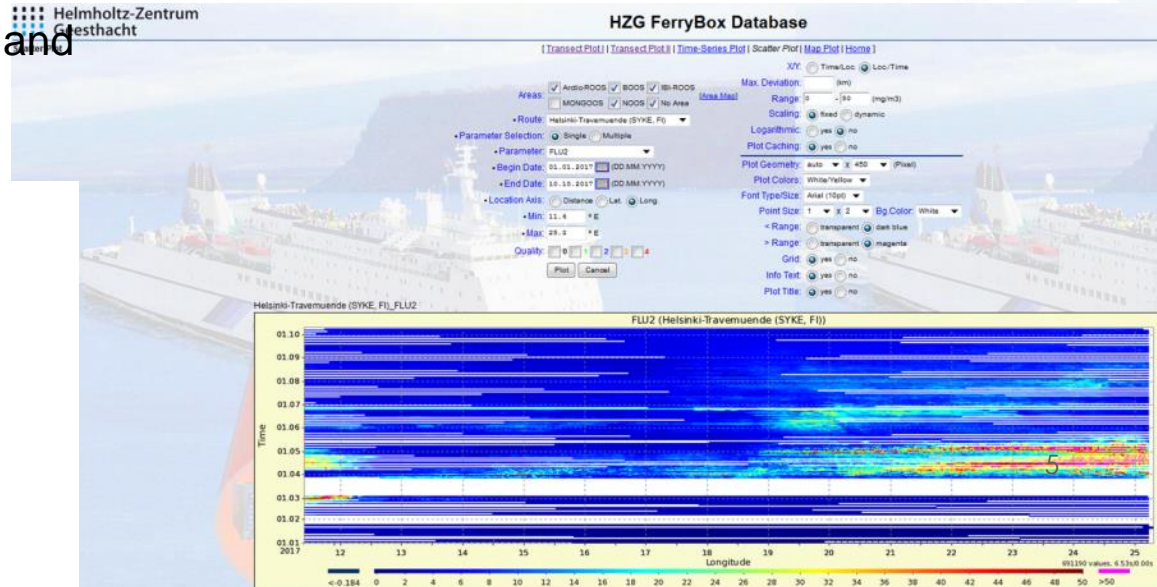 Helmholtz-Zentrum
Geesthacht
and
Scatter Plot
HZG FerryBox Database
[ Transect Plot I | Transect Plot II | Time-Series Plot | Scatter Plot | Map Plot | Home ]
Areas: Arctic-ROOS BOOS IBI-ROOS
MONGOOS NOOS No Area
[Area Map]
• Route: Helsinki-Travemuende (SYKE, FI)
• Parameter Selection: Single Multiple
• Parameter: FLU2
• Begin Date: 01.01.2017 (DD.MM.YYYY)
• End Date: 10.10.2017 (DD.MM.YYYY)
• Location Axis: Distance Lat. Long.
• Min: 11.4 ° E
• Max: ° E
Quality: 0 1 2 3 4
Plot Cancel
X/Y: Time/Loc. Loc./Time
Max. Deviation: (km)
Range: 0 - 50 (mg/m3)
Scaling: fixed dynamic
Logarithmic: yes no
Plot Caching: yes no
Plot Geometry: auto x 450 (Pixel)
Plot Colors: White/Yellow
Font Type/Size: Arial (10pt)
Point Size: 1 x 2 Bg.Color: White
< Range: transparent dark blue
> Range: transparent magenta
Grid: yes no
Info Text: yes no
Plot Title: yes no
Helsinki-Travemuende (SYKE, FI)_FLU2
FLU2 (Helsinki-Travemuende (SYKE, FI))
Time
01.10
01.09
01.08
01.07
01.06
01.05
01.04
01.03
01.02
01.01
2017
5
12 13 14 15 16 17 18 19 20 21 22 23 24 25
Longitude
691190 values, 6.53s/0.00s
<-0.184 0 2 4 6 8 10 12 14 16 18 20 22 24 26 28 30 32 34 36 38 40 42 44 46 48 50 >50